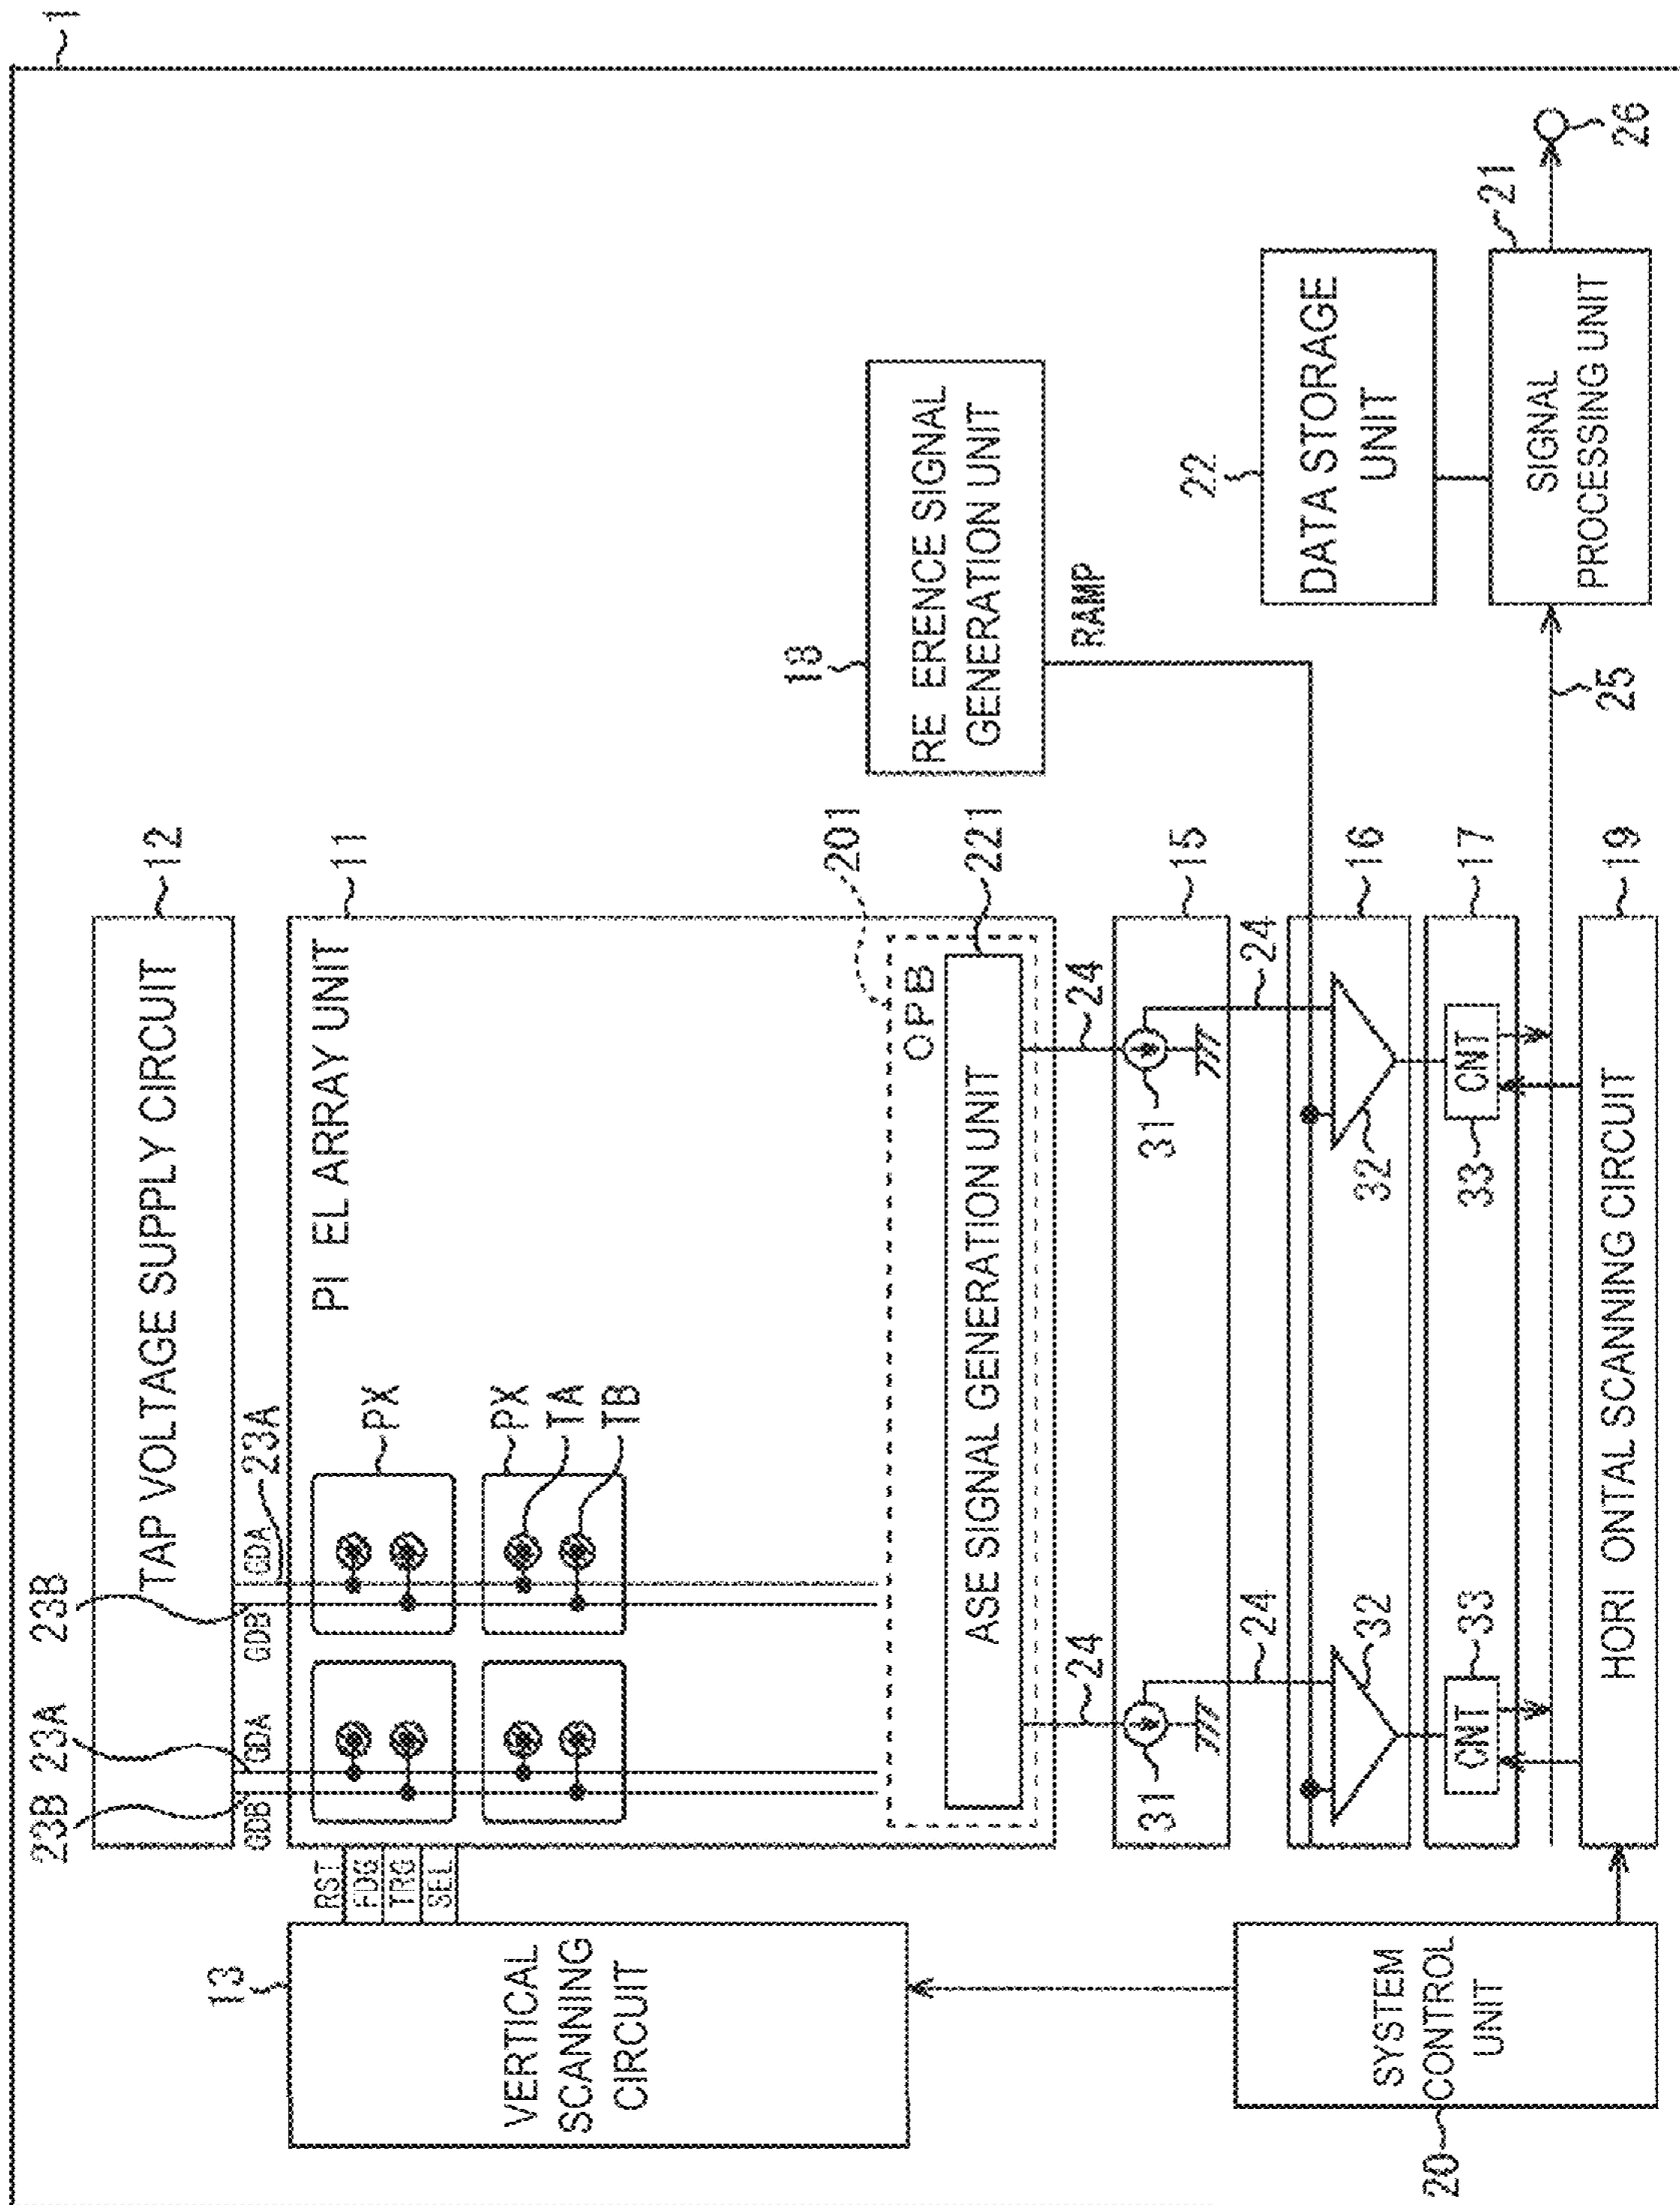 1
23B 23A
23B
TAP VOLTAGE SUPPLY CIRCUIT
12
GDB
GDA
GDB
GDA
23A
PI EL ARRAY UNIT
11
PX
PX
TA
TB
RST
FDG
TRG
SEL
13
VERTICAL
SCANNING
CIRCUIT
201
OPB
ASE SIGNAL GENERATION UNIT
221
18
RE ERENCE SIGNAL
GENERATION UNIT
RAMP
24
24
31
31
15
24
24
32
32
16
CNT
33
CNT
33
17
22
DATA STORAGE
UNIT
21
SIGNAL
PROCESSING UNIT
25
26
SYSTEM
CONTROL
UNIT
20
HORI ONTAL SCANNING CIRCUIT
19